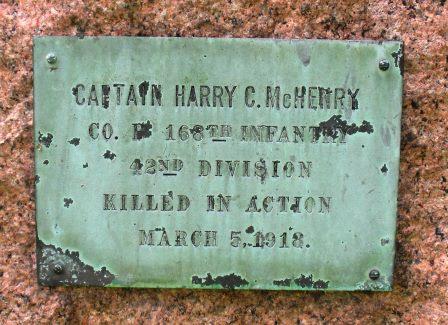 CAPTAIN HARRY C. McHENRY
CO. F 168TH INFANTRY
42ND DIVISION
KILLED IN ACTION
MARCH 5, 1918.